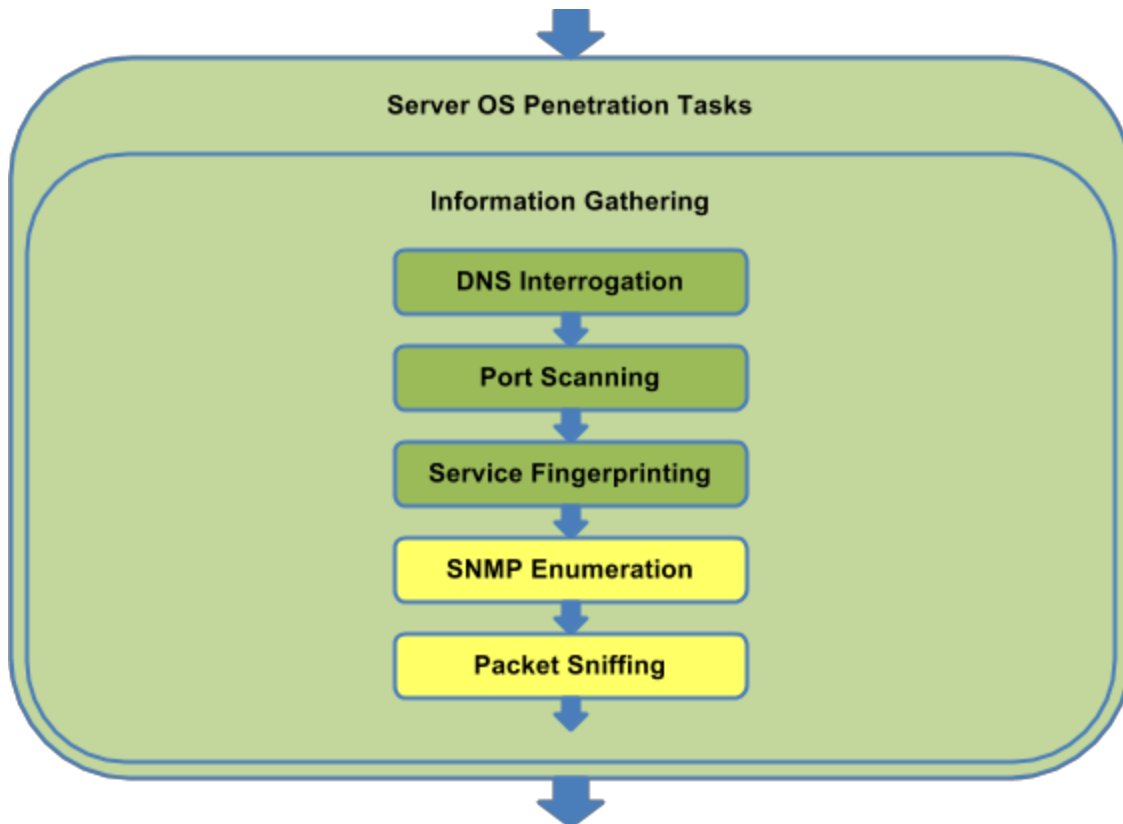 Server OS Penetration Tasks
Information Gathering
DNS Interrogation
Port Scanning
Service Fingerprinting
SNMP Enumeration
Packet Sniffing